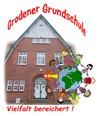 Grodener Grundschule
Vielfalt bereichert !